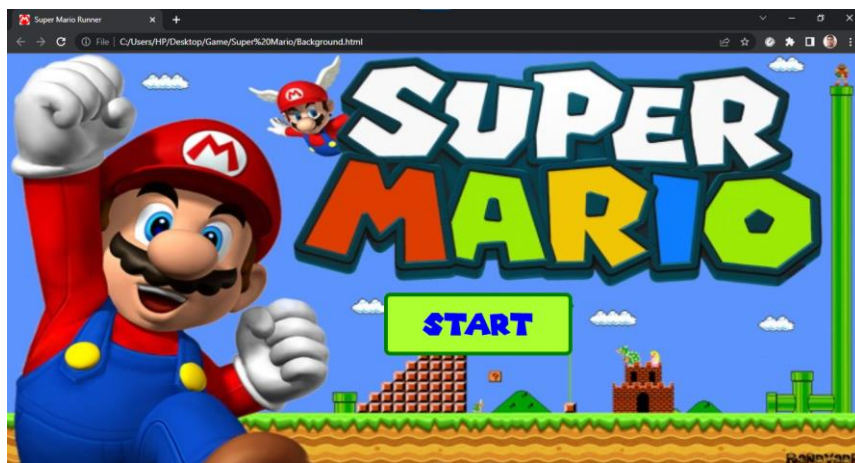 Super Mario Runner
File | C:/Users/HP/Desktop/Game/Super%20Mario/Background.html
SUPER
MARIO
START